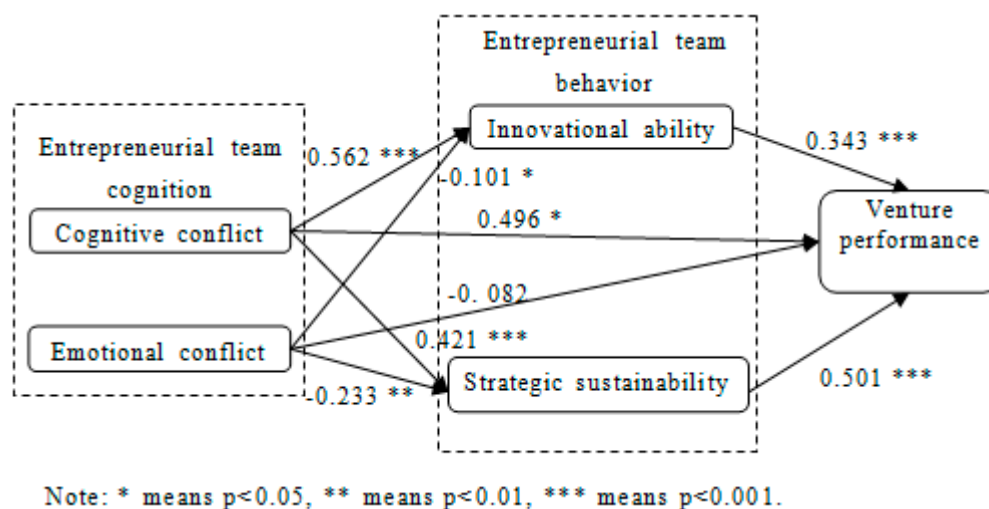 Entrepreneurial team
behavior
Innovational ability
Entrepreneurial team
cognition
0.562 ***
0.343 ***
-0.101 *
Cognitive conflict
0.496 *
Venture
performance
-0. 082
Emotional conflict
0.421 ***
Strategic sustainability
-0.233 **
0.501 ***
Note: * means p<0.05, ** means p<0.01, *** means p<0.001.